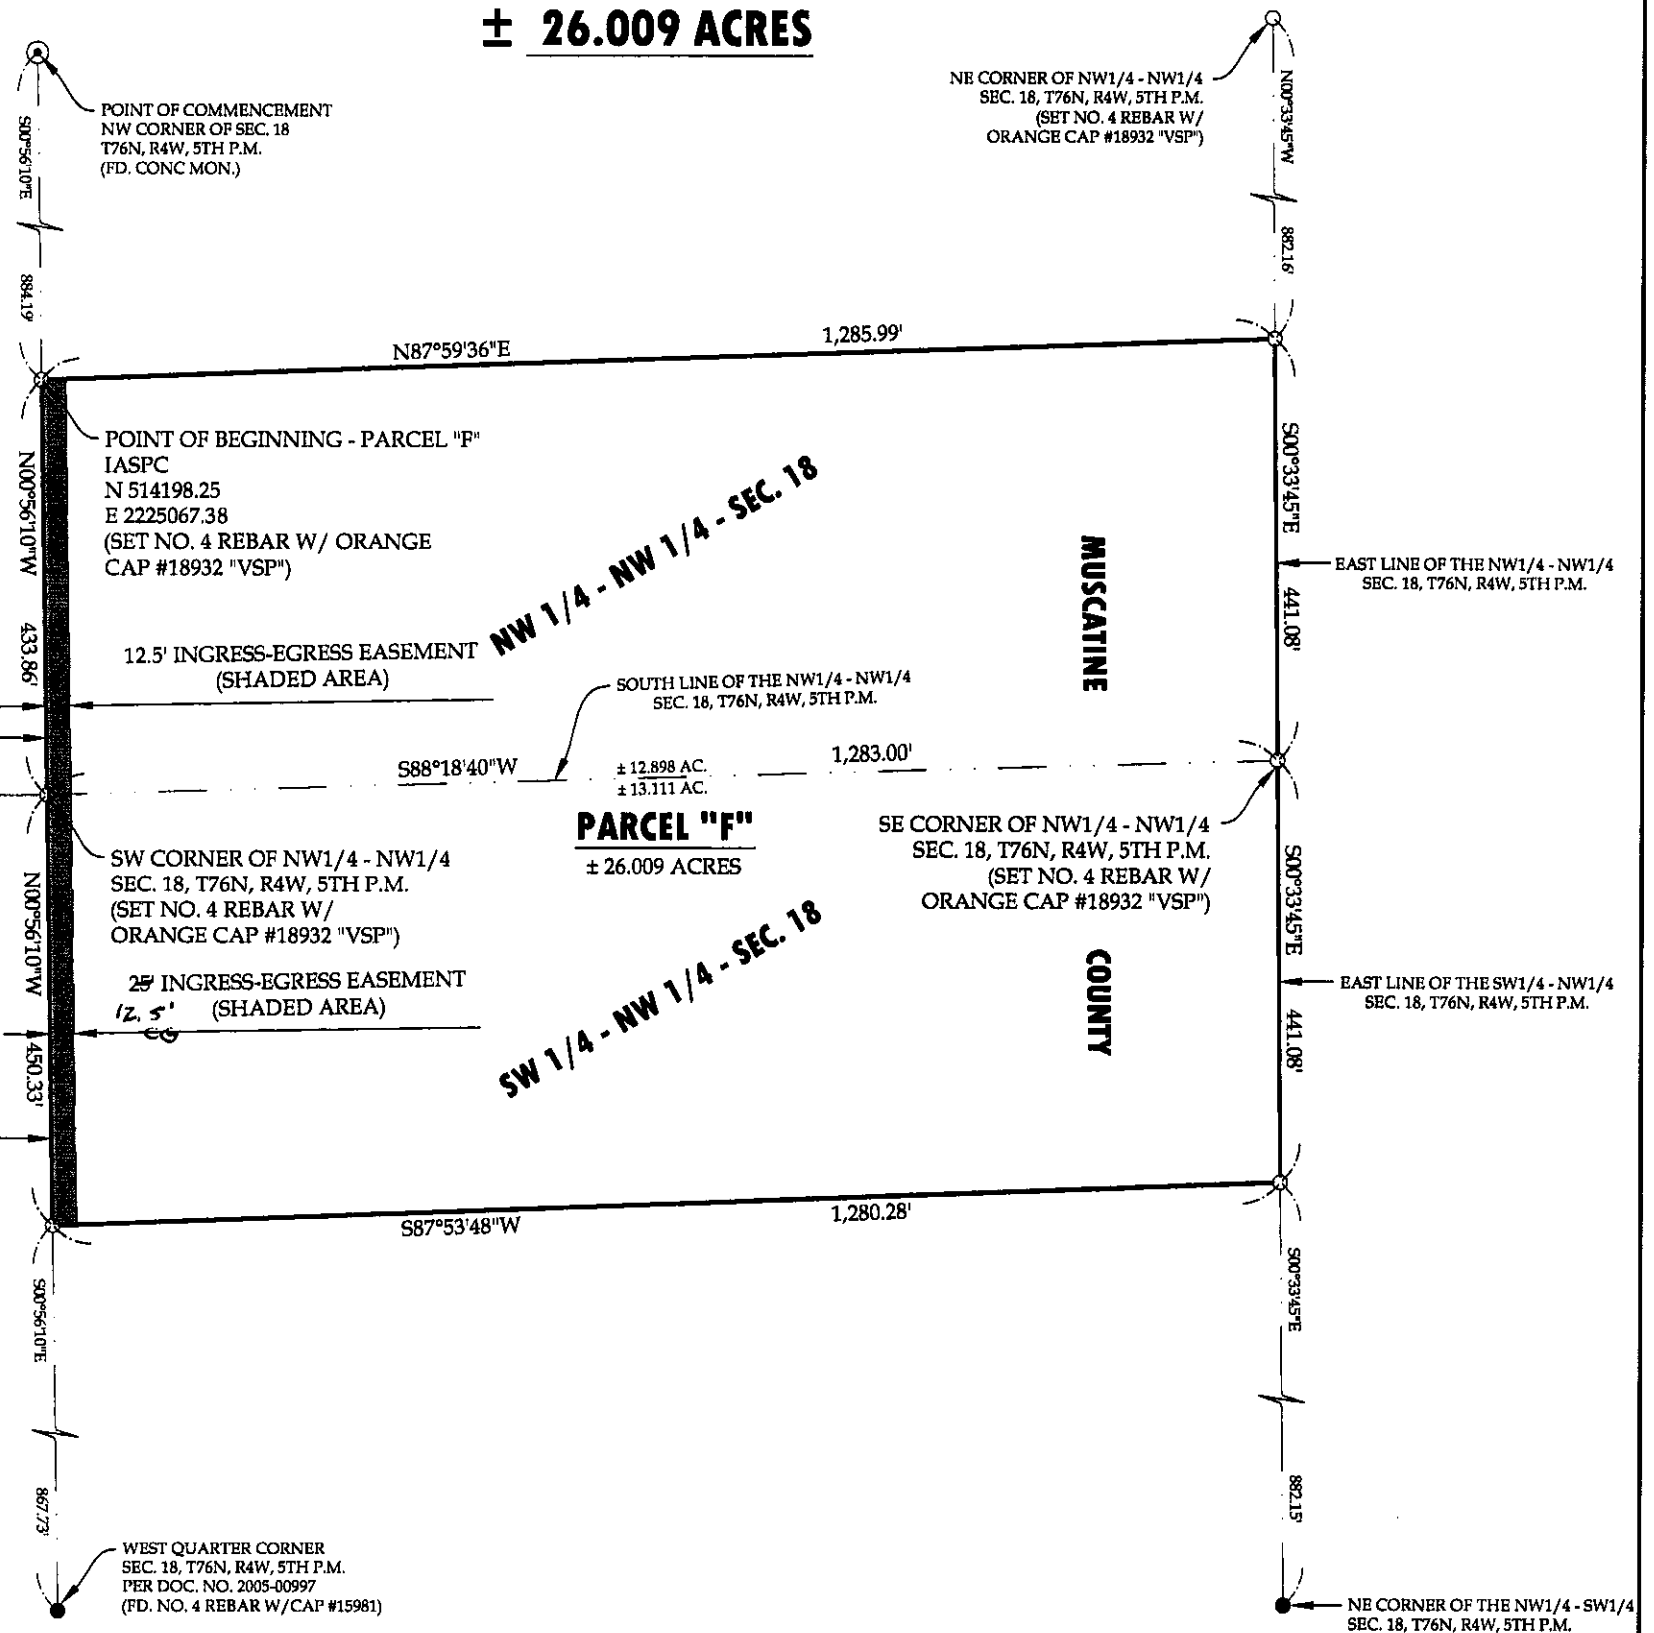 ± 26.009 ACRES
POINT OF COMMENCEMENT
NW CORNER OF SEC. 18
T76N, R4W, 5TH P.M.
(FD. CONC MON.)
NE CORNER OF NW1/4 - NW1/4
SEC. 18, T76N, R4W, 5TH P.M.
(SET NO. 4 REBAR W/
ORANGE CAP #18932 "VSP")
S00°56'10"E
884.19'
N00°33'45"W
882.16'
N87°59'36"E
1,285.99'
POINT OF BEGINNING - PARCEL "F"
IASPC
N 514198.25
E 2225067.38
(SET NO. 4 REBAR W/ ORANGE
CAP #18932 "VSP")
N00°56'10"W
433.86'
NW 1/4 - NW 1/4 - SEC. 18
MUSCATINE
S00°33'45"E
441.08'
EAST LINE OF THE NW1/4 - NW1/4
SEC. 18, T76N, R4W, 5TH P.M.
12.5' INGRESS-EGRESS EASEMENT
(SHADED AREA)
SOUTH LINE OF THE NW1/4 - NW1/4
SEC. 18, T76N, R4W, 5TH P.M.
S88°18'40"W
1,283.00'
± 12.898 AC.
± 13.111 AC.
PARCEL "F"
± 26.009 ACRES
SE CORNER OF NW1/4 - NW1/4
SEC. 18, T76N, R4W, 5TH P.M.
(SET NO. 4 REBAR W/
ORANGE CAP #18932 "VSP")
SW CORNER OF NW1/4 - NW1/4
SEC. 18, T76N, R4W, 5TH P.M.
(SET NO. 4 REBAR W/
ORANGE CAP #18932 "VSP")
N00°56'10"W
450.33'
25' INGRESS-EGRESS EASEMENT
12.5' (SHADED AREA)
SW 1/4 - NW 1/4 - SEC. 18
COUNTY
S00°33'45"E
441.08'
EAST LINE OF THE SW1/4 - NW1/4
SEC. 18, T76N, R4W, 5TH P.M.
S87°53'48"W
1,280.28'
S00°56'10"E
867.73'
S00°33'45"E
882.15'
WEST QUARTER CORNER
SEC. 18, T76N, R4W, 5TH P.M.
PER DOC. NO. 2005-00997
(FD. NO. 4 REBAR W/CAP #15981)
NE CORNER OF THE NW1/4 - SW1/4
SEC. 18, T76N, R4W, 5TH P.M.